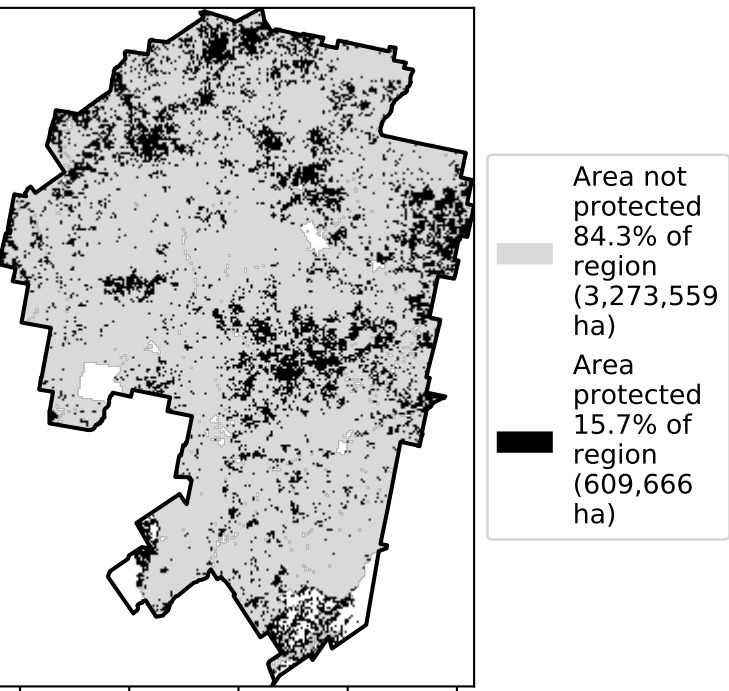 Area not
protected
84.3% of
region
(3,273,559
ha)
Area
protected
15.7% of
region
(609,666
ha)